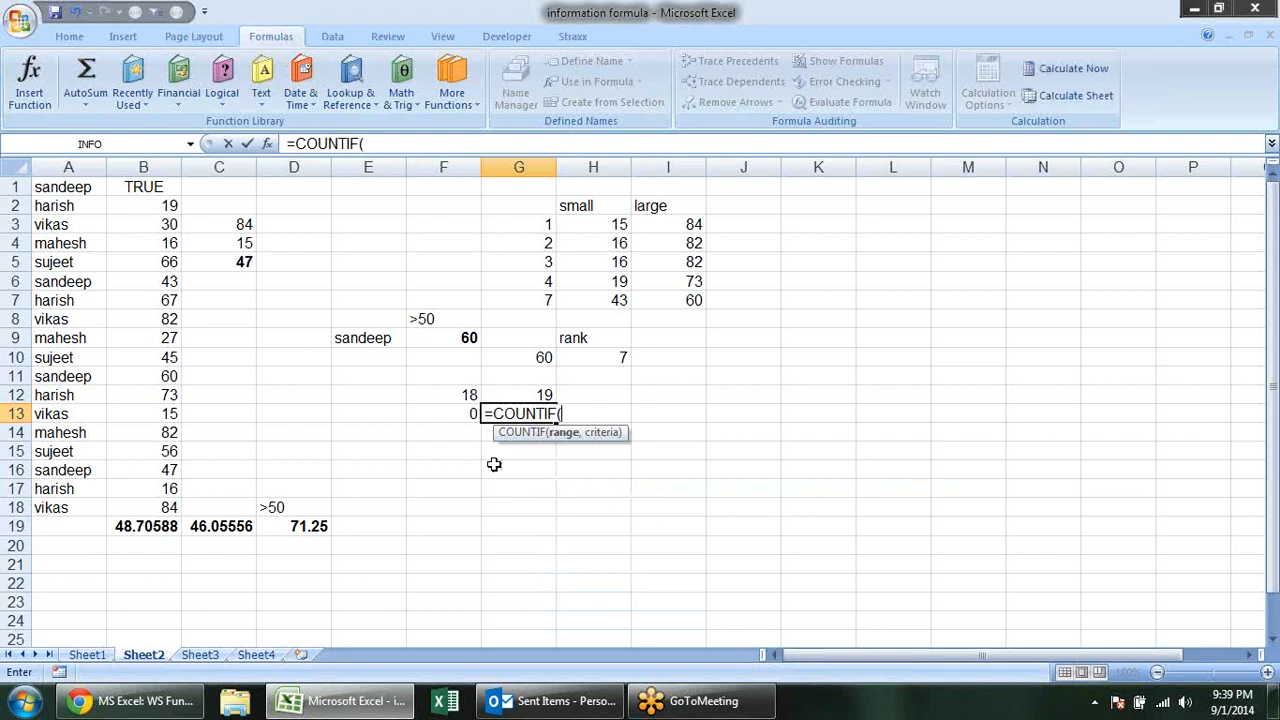 information formula - Microsoft Excel
Home Insert Page Layout Formulas Data Review View Developer Straxx
Insert Function
AutoSum
Recently Used
Financial
Logical
Text
Date & Time
Lookup & Reference
Math & Trig
More Functions
Function Library
Name Manager
Define Name
Use in Formula
Create from Selection
Defined Names
Trace Precedents
Trace Dependents
Remove Arrows
Show Formulas
Error Checking
Evaluate Formula
Formula Auditing
Watch Window
Calculation Options
Calculate Now
Calculate Sheet
Calculation
INFO =COUNTIF(
A B C D E F G H I J K L M N O P
1 sandeep TRUE
2 harish 19 small large
3 vikas 30 84 1 15 84
4 mahesh 16 15 2 16 82
5 sujeet 66 47 3 16 82
6 sandeep 43 4 19 73
7 harish 67 7 43 60
8 vikas 82 >50
9 mahesh 27 sandeep 60 rank
10 sujeet 45 60 7
11 sandeep 60
12 harish 73 18 19
13 vikas 15 0 =COUNTIF(
14 mahesh 82 COUNTIF(range, criteria)
15 sujeet 56
16 sandeep 47
17 harish 16
18 vikas 84 >50
19 48.70588 46.05556 71.25
20
21
22
23
24
25
Sheet1 Sheet2 Sheet3 Sheet4
Enter 100%
MS Excel: WS Fun... Microsoft Excel - i... Sent Items - Perso... GoToMeeting
9:39 PM
9/1/2014